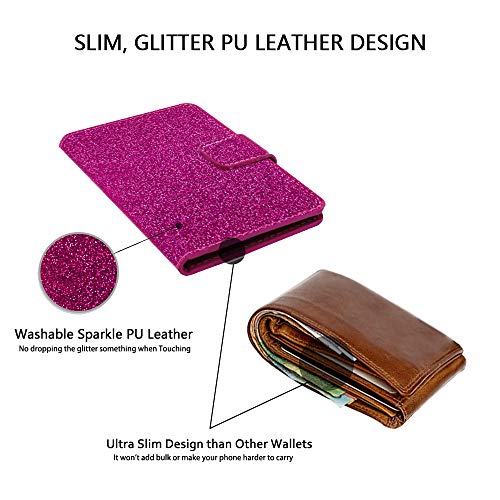 SLIM, GLITTER PU LEATHER DESIGN
Washable Sparkle PU Leather
No dropping the glitter something when Touching
Ultra Slim Design than Other Wallets
It won't add bulk or make your phone harder to carry